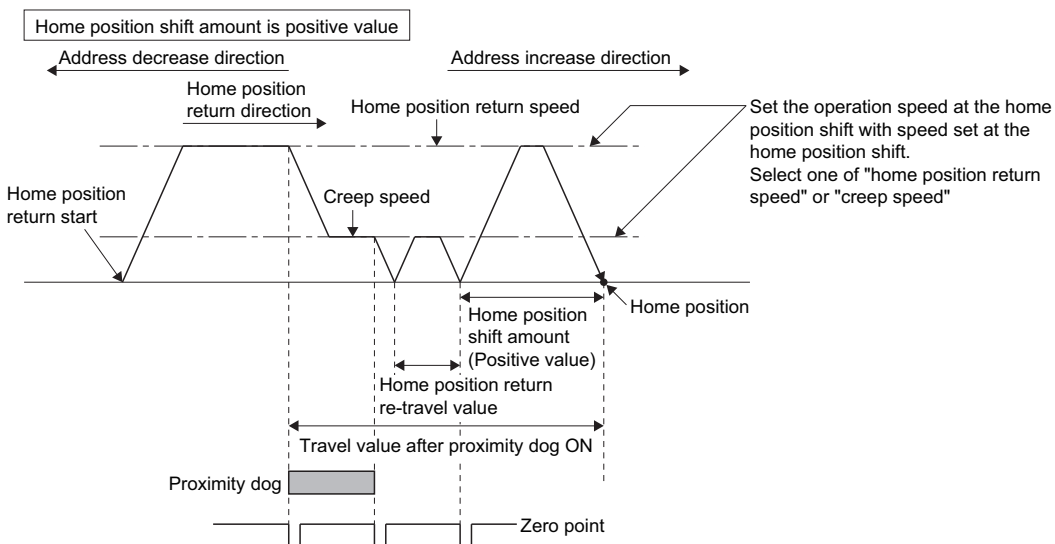 Home position shift amount is positive value
Address decrease direction
Address increase direction
Home position
return direction
Home position return speed
Set the operation speed at the home
position shift with speed set at the
home position shift.
Select one of "home position return
speed" or "creep speed"
Home position
return start
Creep speed
Home position
Home position
shift amount
(Positive value)
Home position return
re-travel value
Travel value after proximity dog ON
Proximity dog
Zero point